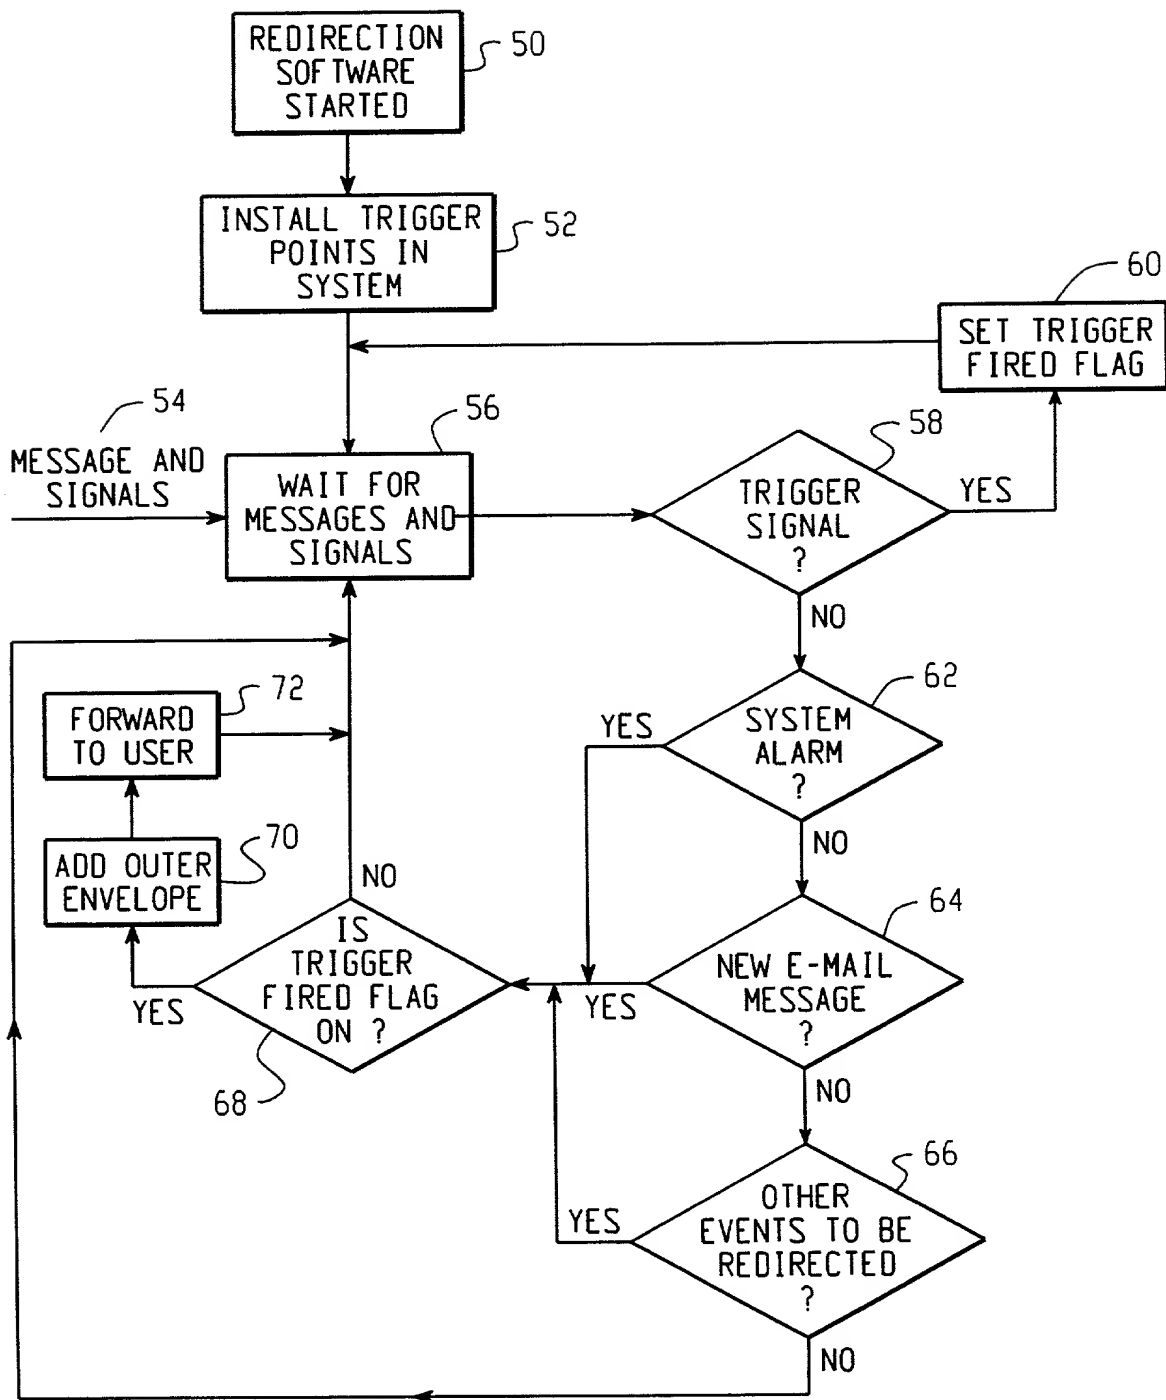 REDIRECTION
SOFTWARE
STARTED
50
INSTALL TRIGGER
POINTS IN
SYSTEM
52
60
SET TRIGGER
FIRED FLAG
54
MESSAGE AND
SIGNALS
56
WAIT FOR
MESSAGES AND
SIGNALS
58
TRIGGER
SIGNAL
?
YES
NO
62
SYSTEM
ALARM
?
YES
NO
72
FORWARD
TO USER
70
ADD OUTER
ENVELOPE
NO
IS
TRIGGER
FIRED FLAG
ON ?
YES
68
64
NEW E-MAIL
MESSAGE
?
YES
NO
66
OTHER
EVENTS TO BE
REDIRECTED
?
YES
NO